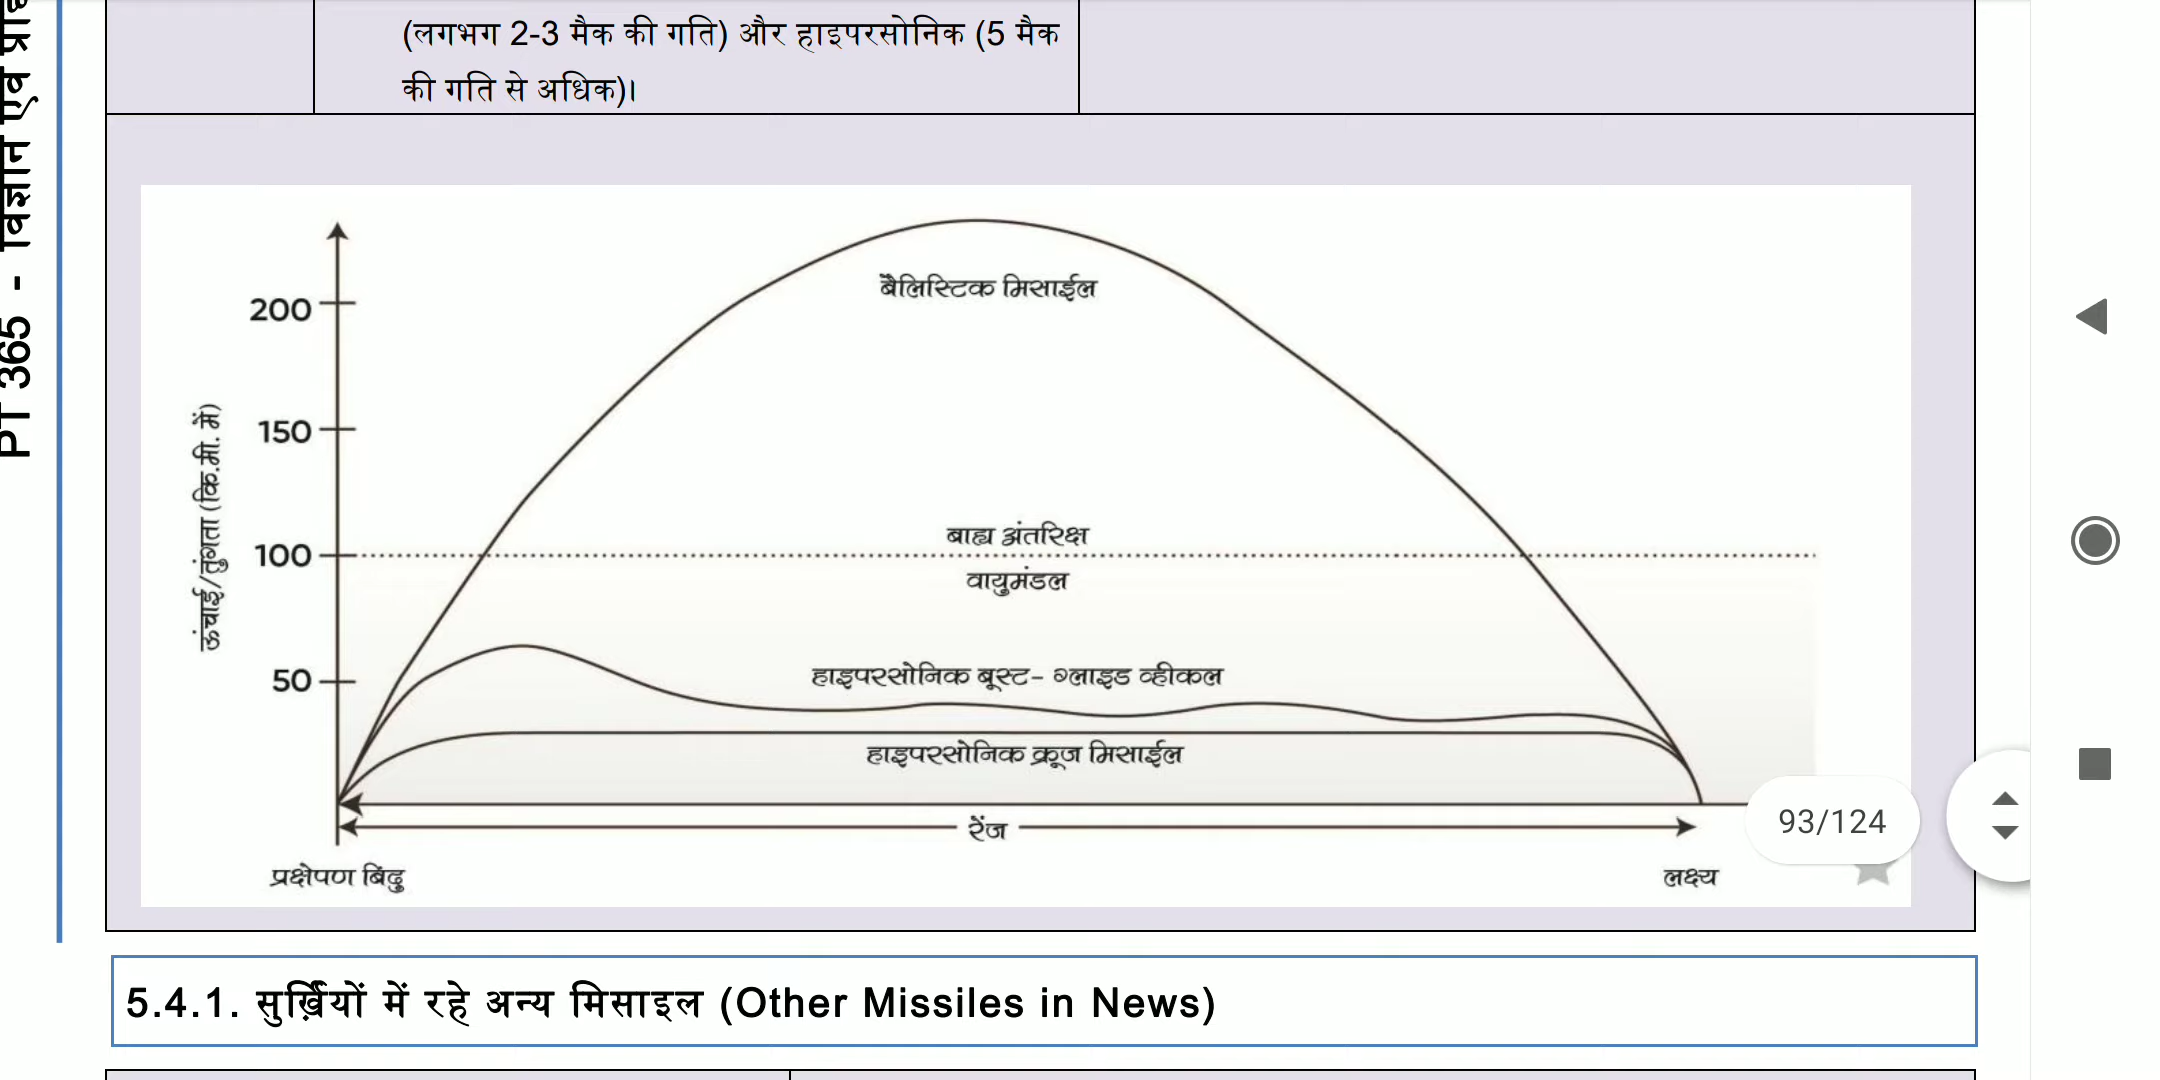 (लगभग 2-3 मैक की गति) और हाइपरसोनिक (5 मैक
की गति से अधिक)।
PT 365 - विज्ञान एवं
200
150
100
50
ऊंचाई/तुंगता (कि.मी. में)
बैलिस्टिक मिसाईल
बाह्य अंतरिक्ष
वायुमंडल
हाइपरसोनिक बूस्ट- ग्लाइड व्हीकल
हाइपरसोनिक क्रूज मिसाईल
रेंज
प्रक्षेपण बिंदु
लक्ष्य
93/124
5.4.1. सुर्ख़ियों में रहे अन्य मिसाइल (Other Missiles in News)